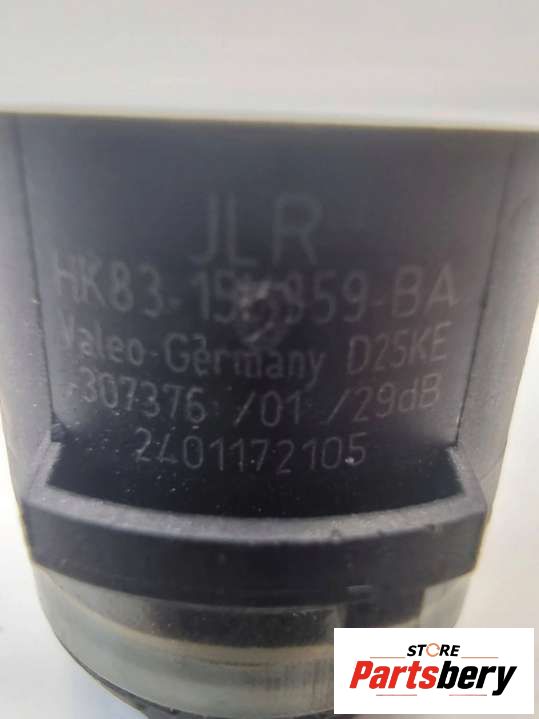 JLR
HK83-15K859-BA
Valeo-Germany D25KE
-307376 /01 /29dB
2401172105
STORE
Partsbery